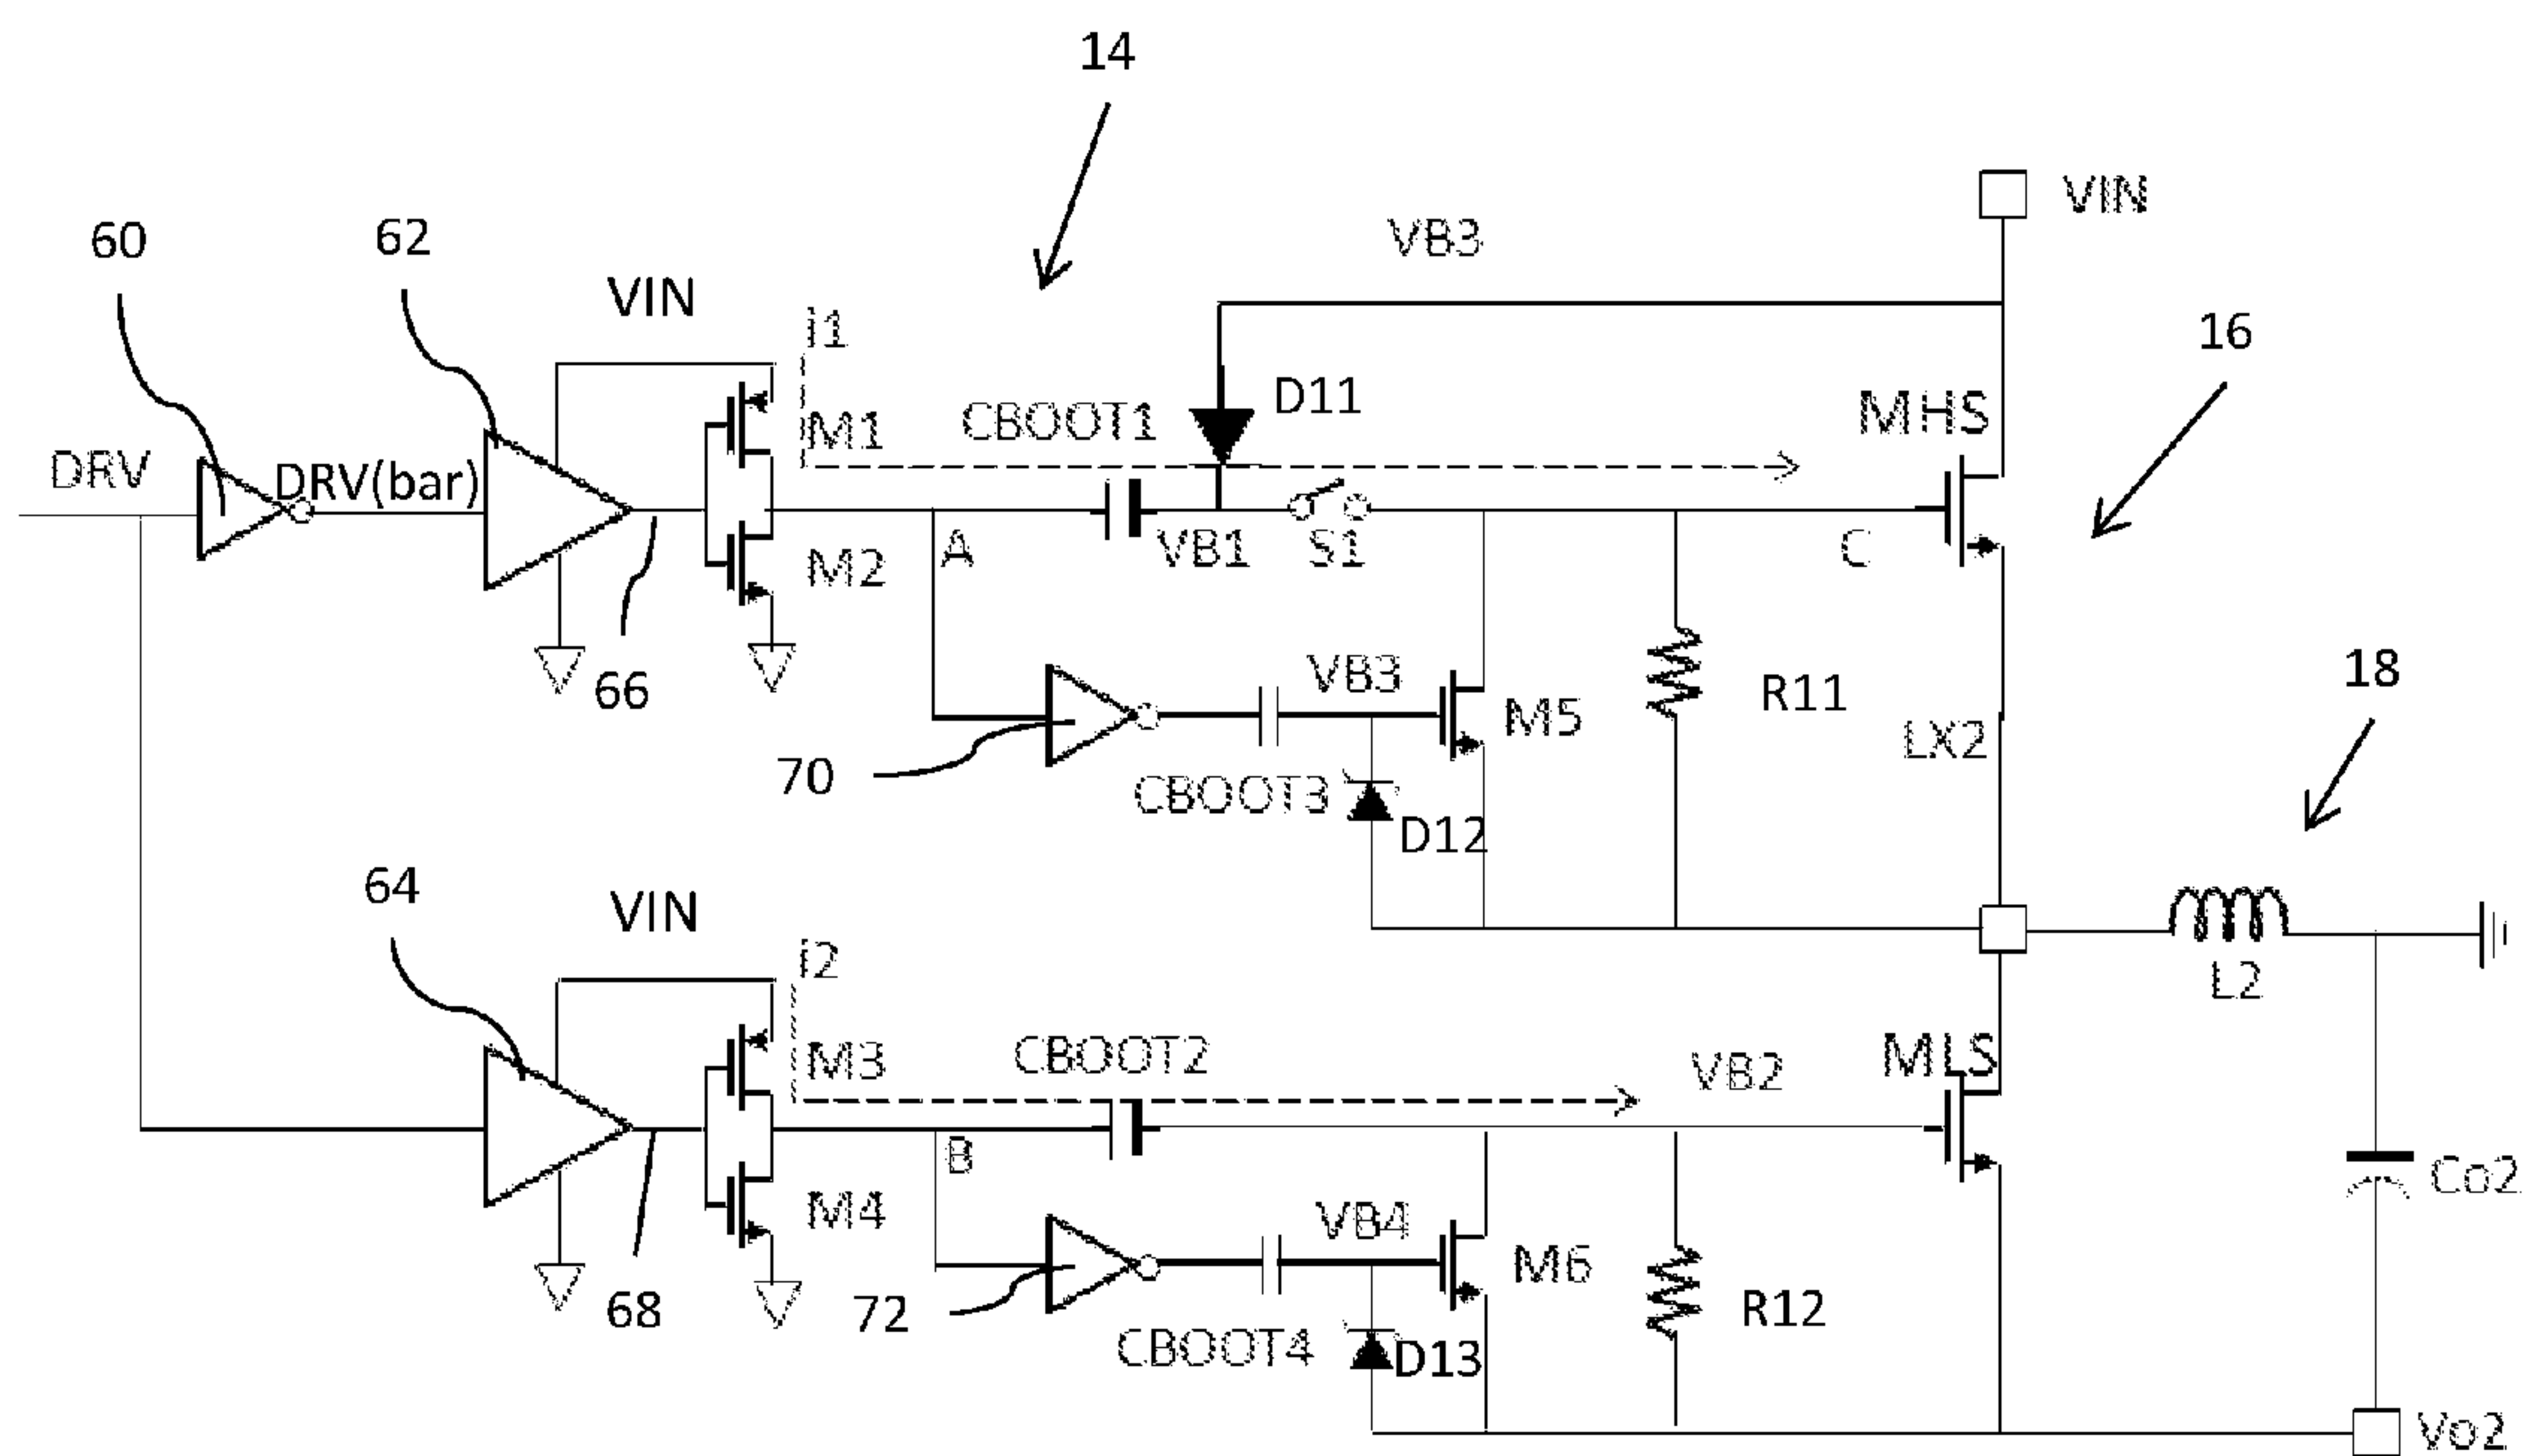 14
VIN
60
62
VB3
VIN
i1
16
D11
MHS
CBOOT1
M1
DRV
DRV(bar)
A
VB1
S1
C
M2
66
VB3
M5
R11
18
LX2
70
CBOOT3
D12
64
VIN
i2
L2
M3
CBOOT2
VB2
MLS
B
Co2
M4
VB4
M6
68
72
R12
CBOOT4
D13
Vo2